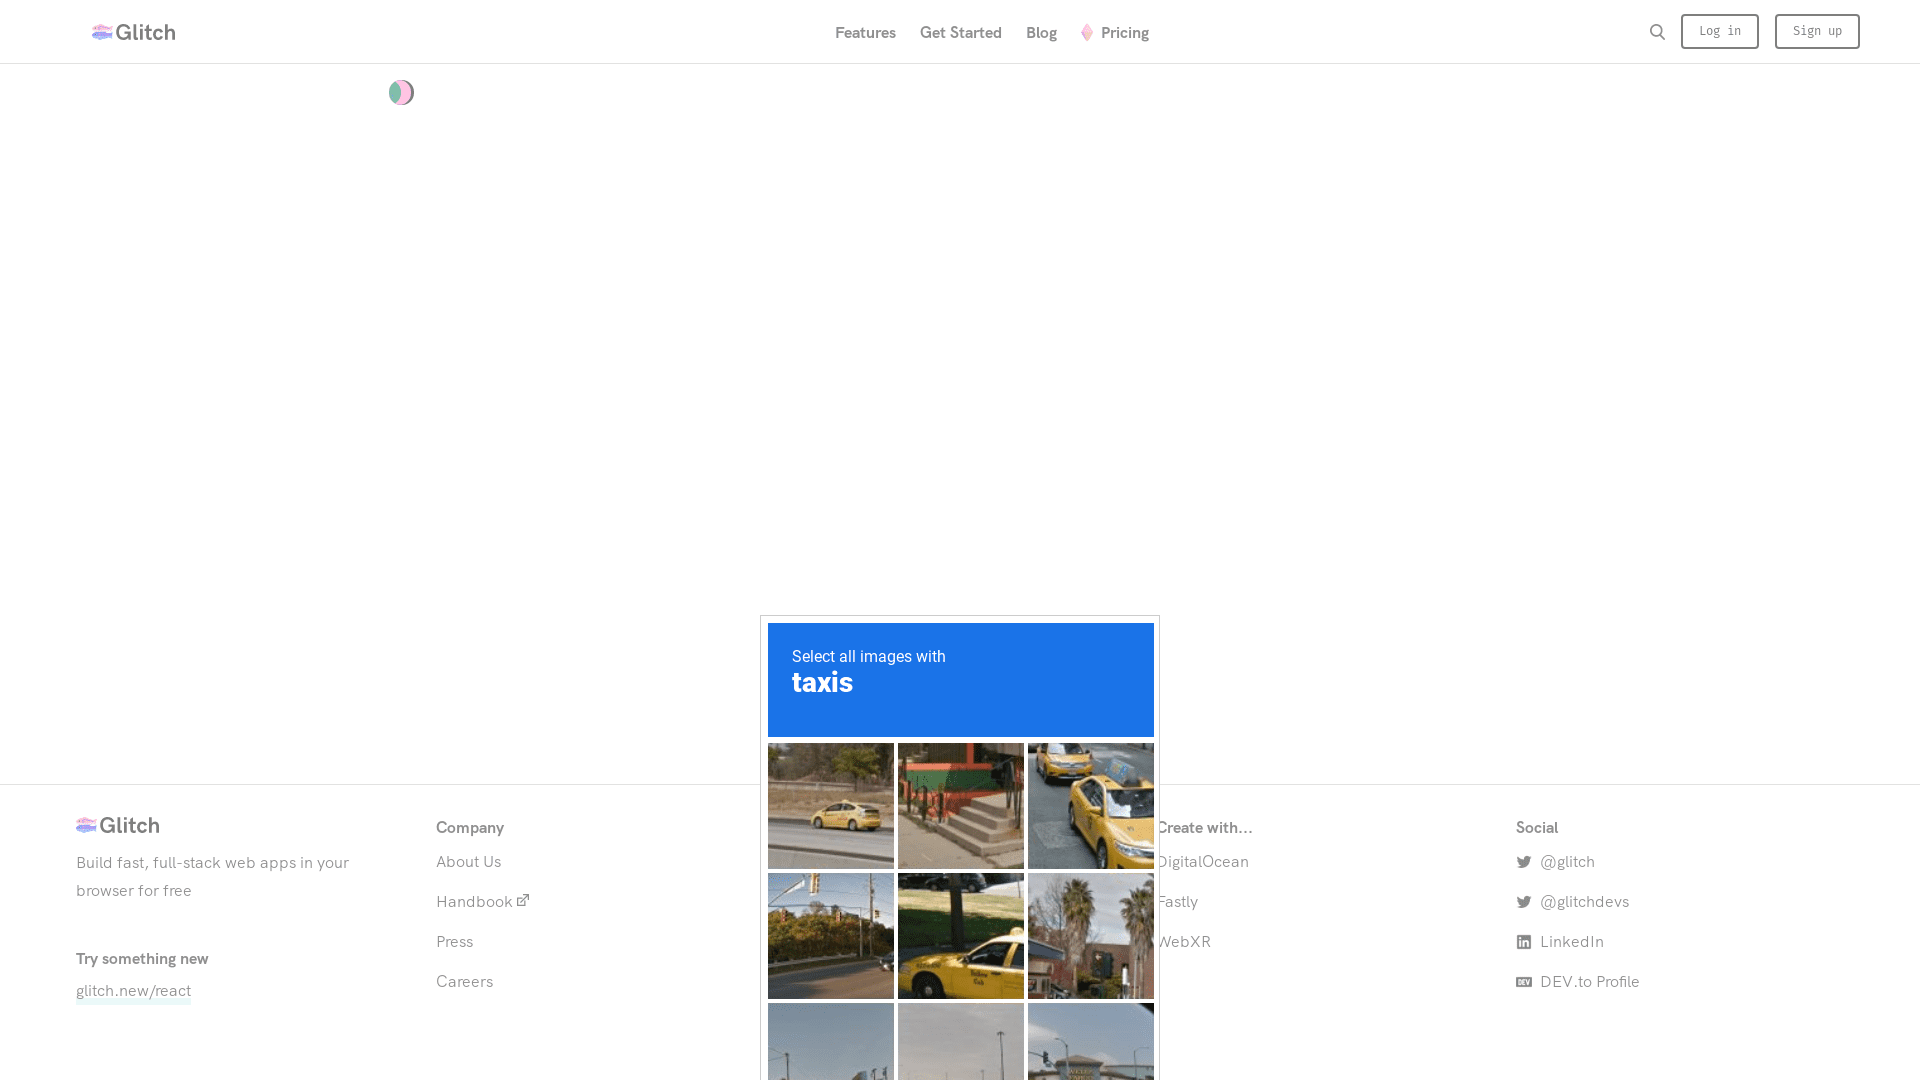 Glitch
Features
Get Started
Blog
Pricing
Log in
Sign up
Select all images with
taxis
Glitch
Build fast, full-stack web apps in your
browser for free
Try something new
glitch.new/react
Company
About Us
Handbook
Press
Careers
Create with...
DigitalOcean
Fastly
WebXR
Social
@glitch
@glitchdevs
LinkedIn
DEV
DEV.to Profile